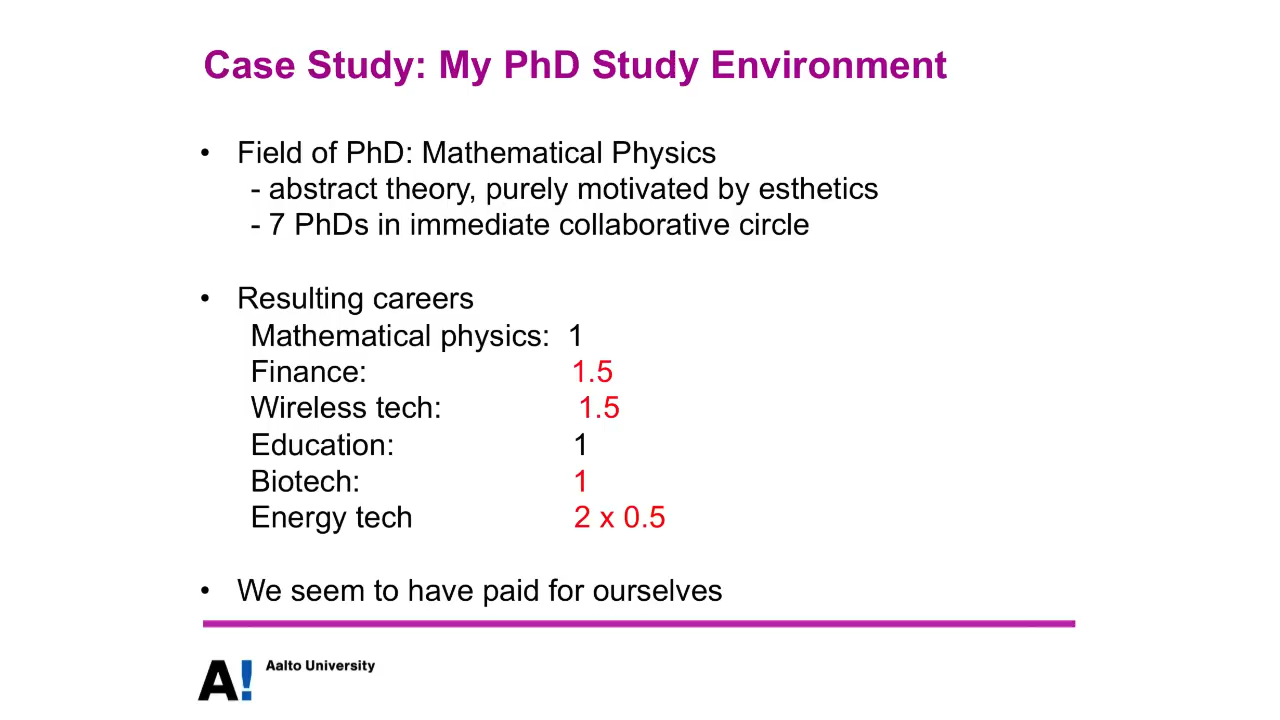 Case Study: My PhD Study Environment
• Field of PhD: Mathematical Physics
- abstract theory, purely motivated by esthetics
- 7 PhDs in immediate collaborative circle
• Resulting careers
Mathematical physics: 1
Finance: 1.5
Wireless tech: 1.5
Education: 1
Biotech: 1
Energy tech 2 x 0.5
• We seem to have paid for ourselves
A! Aalto University